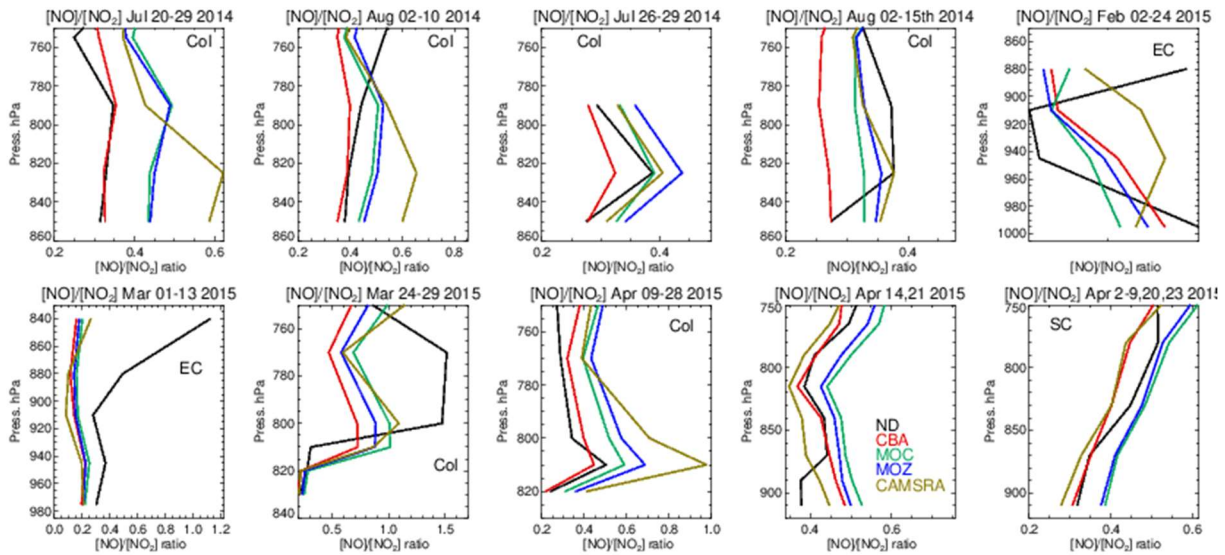 [NO]/[NO₂] Jul 20-29 2014
Col
Press. hPa
760
780
800
820
840
860
0.2 0.3 0.4 0.5 0.6
[NO]/[NO₂] ratio
[NO]/[NO₂] Aug 02-10 2014
Col
Press. hPa
760
780
800
820
840
860
0.2 0.4 0.6 0.8
[NO]/[NO₂] ratio
[NO]/[NO₂] Jul 26-29 2014
Col
Press. hPa
760
780
800
820
840
860
0.2 0.4
[NO]/[NO₂] ratio
[NO]/[NO₂] Aug 02-15th 2014
Col
Press. hPa
760
780
800
820
840
860
0.2 0.4
[NO]/[NO₂] ratio
[NO]/[NO₂] Feb 02-24 2015
EC
Press. hPa
860
880
900
920
940
960
980
1000
[NO]/[NO₂] ratio
[NO]/[NO₂] Mar 01-13 2015
EC
Press. hPa
840
860
880
900
920
940
960
980
0.0 0.2 0.4 0.6 0.8 1.0 1.2
[NO]/[NO₂] ratio
[NO]/[NO₂] Mar 24-29 2015
Col
Press. hPa
760
780
800
820
840
0.5 1.0 1.5
[NO]/[NO₂] ratio
[NO]/[NO₂] Apr 09-28 2015
Col
Press. hPa
760
780
800
820
0.2 0.4 0.6 0.8 1.0
[NO]/[NO₂] ratio
[NO]/[NO₂] Apr 14,21 2015
Press. hPa
750
800
850
900
ND
CBA
MOC
MOZ
CAMSRA
0.4 0.6
[NO]/[NO₂] ratio
[NO]/[NO₂] Apr 2-9,20,23 2015
SC
Press. hPa
750
800
850
900
0.2 0.4 0.6
[NO]/[NO₂] ratio